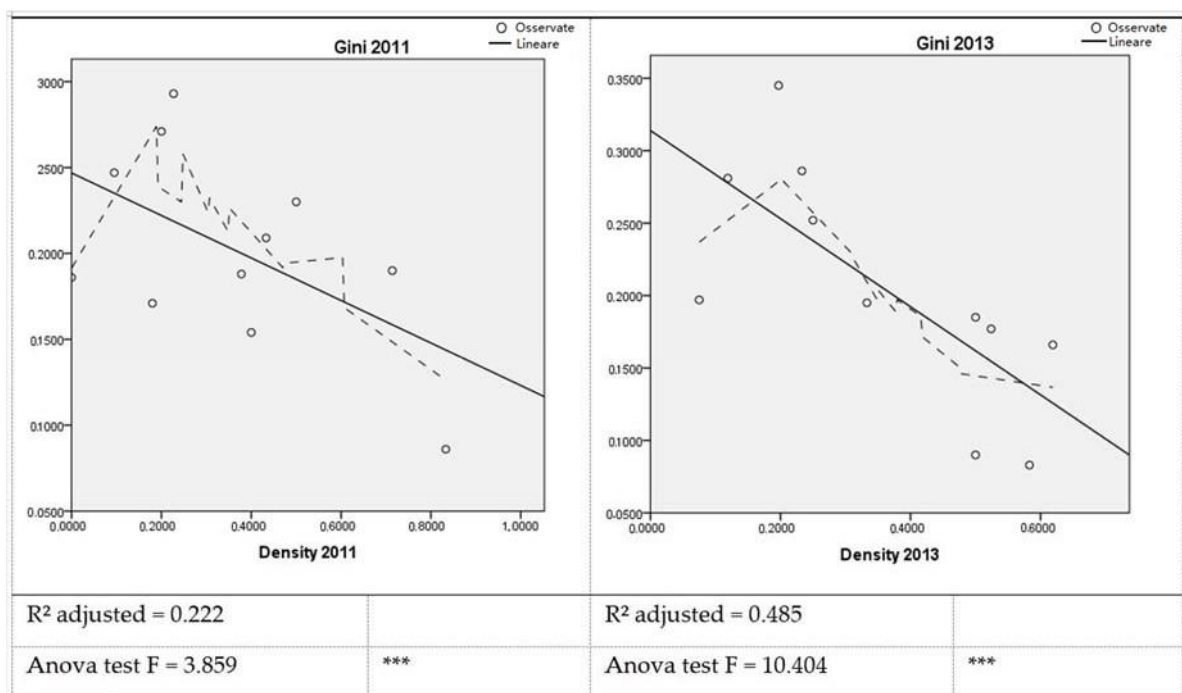 Gini 2011
Osservate
Lineare
3000
2500
0.2000
0.1500
0.1000
0.0500
0.0000
0.2000
0.4000
0.6000
0.8000
1.0000
Density 2011
Gini 2013
Osservate
Lineare
0.3500
0.3000
0.2500
0.2000
0.1500
0.1000
0.0500
0.0000
0.2000
0.4000
0.6000
Density 2013
R² adjusted = 0.222
R² adjusted = 0.485
Anova test F = 3.859 ***
Anova test F = 10.404 ***